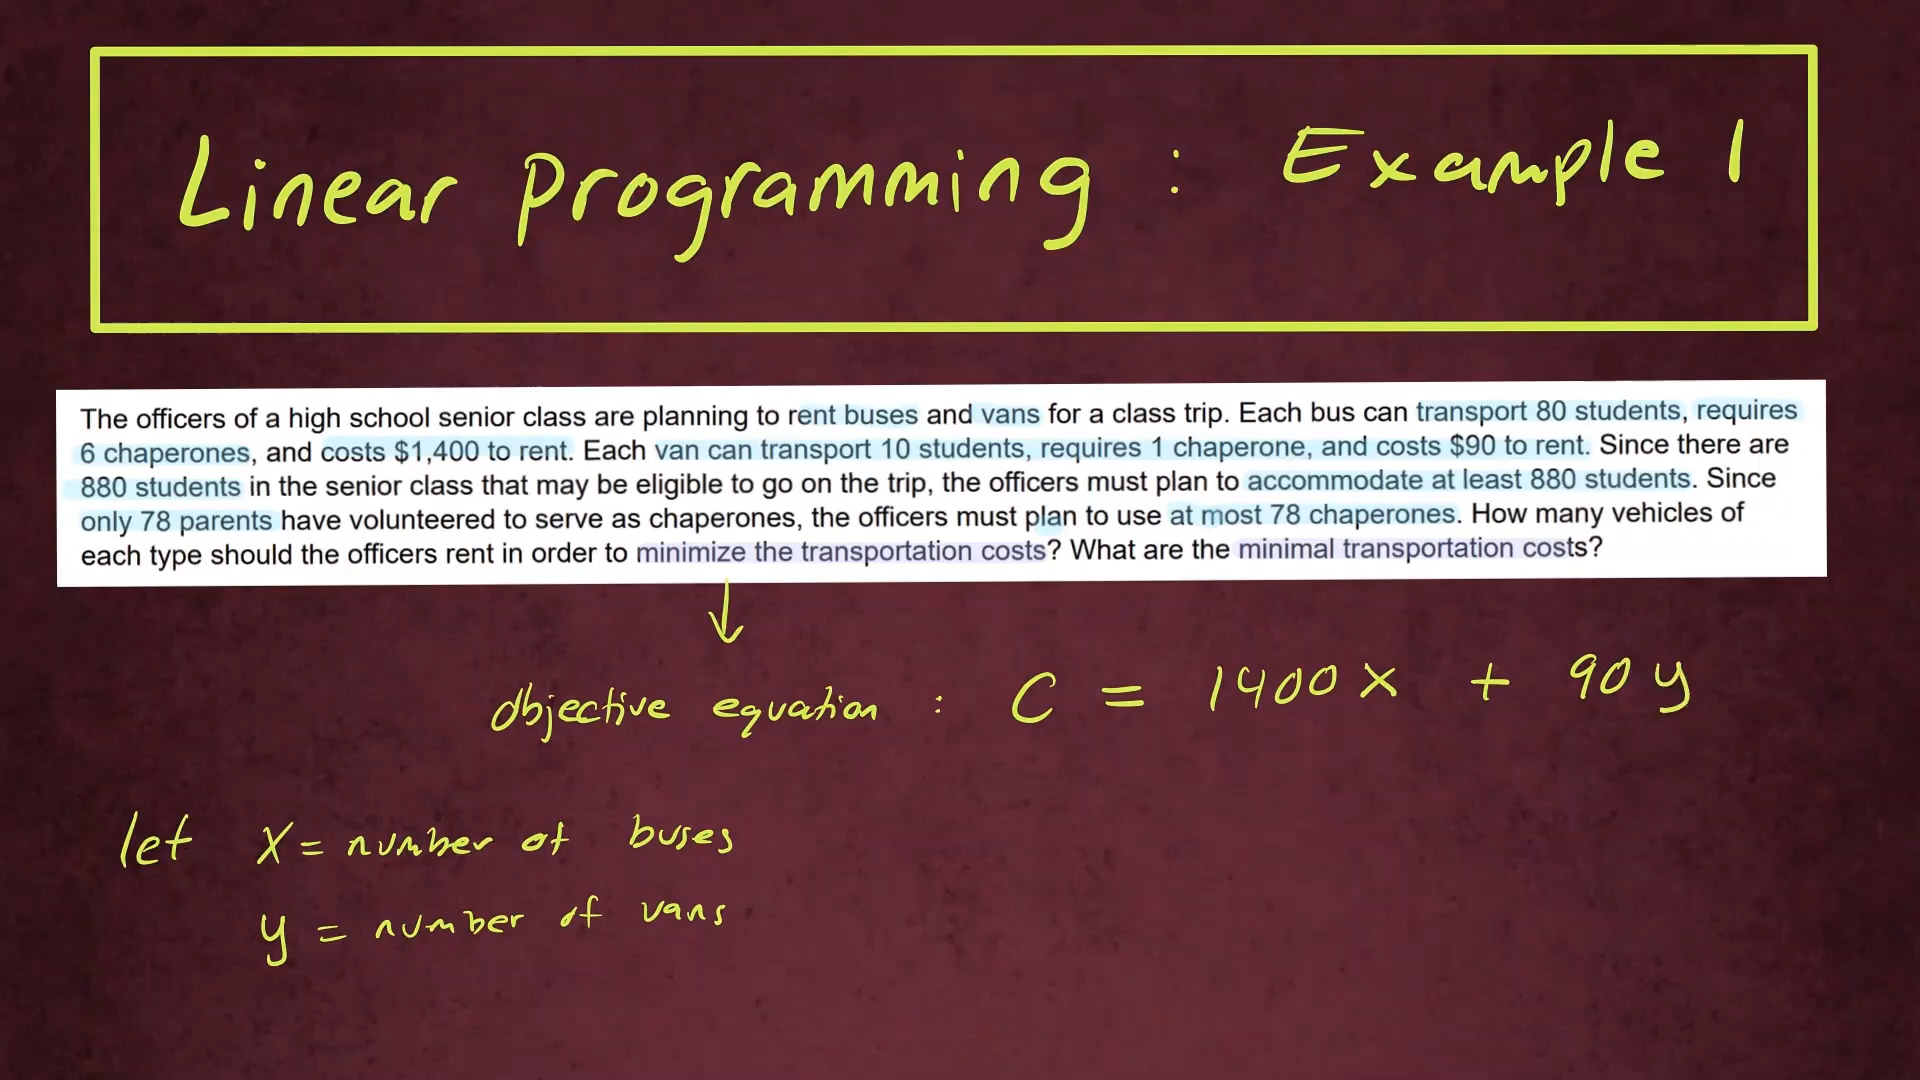 Linear Programming : Example 1
The officers of a high school senior class are planning to rent buses and vans for a class trip. Each bus can transport 80 students, requires
6 chaperones, and costs $1,400 to rent. Each van can transport 10 students, requires 1 chaperone, and costs $90 to rent. Since there are
880 students in the senior class that may be eligible to go on the trip, the officers must plan to accommodate at least 880 students. Since
only 78 parents have volunteered to serve as chaperones, the officers must plan to use at most 78 chaperones. How many vehicles of
each type should the officers rent in order to minimize the transportation costs? What are the minimal transportation costs?
↓
objective equation : C = 1400x + 90y
let x = number of buses
y = number of vans